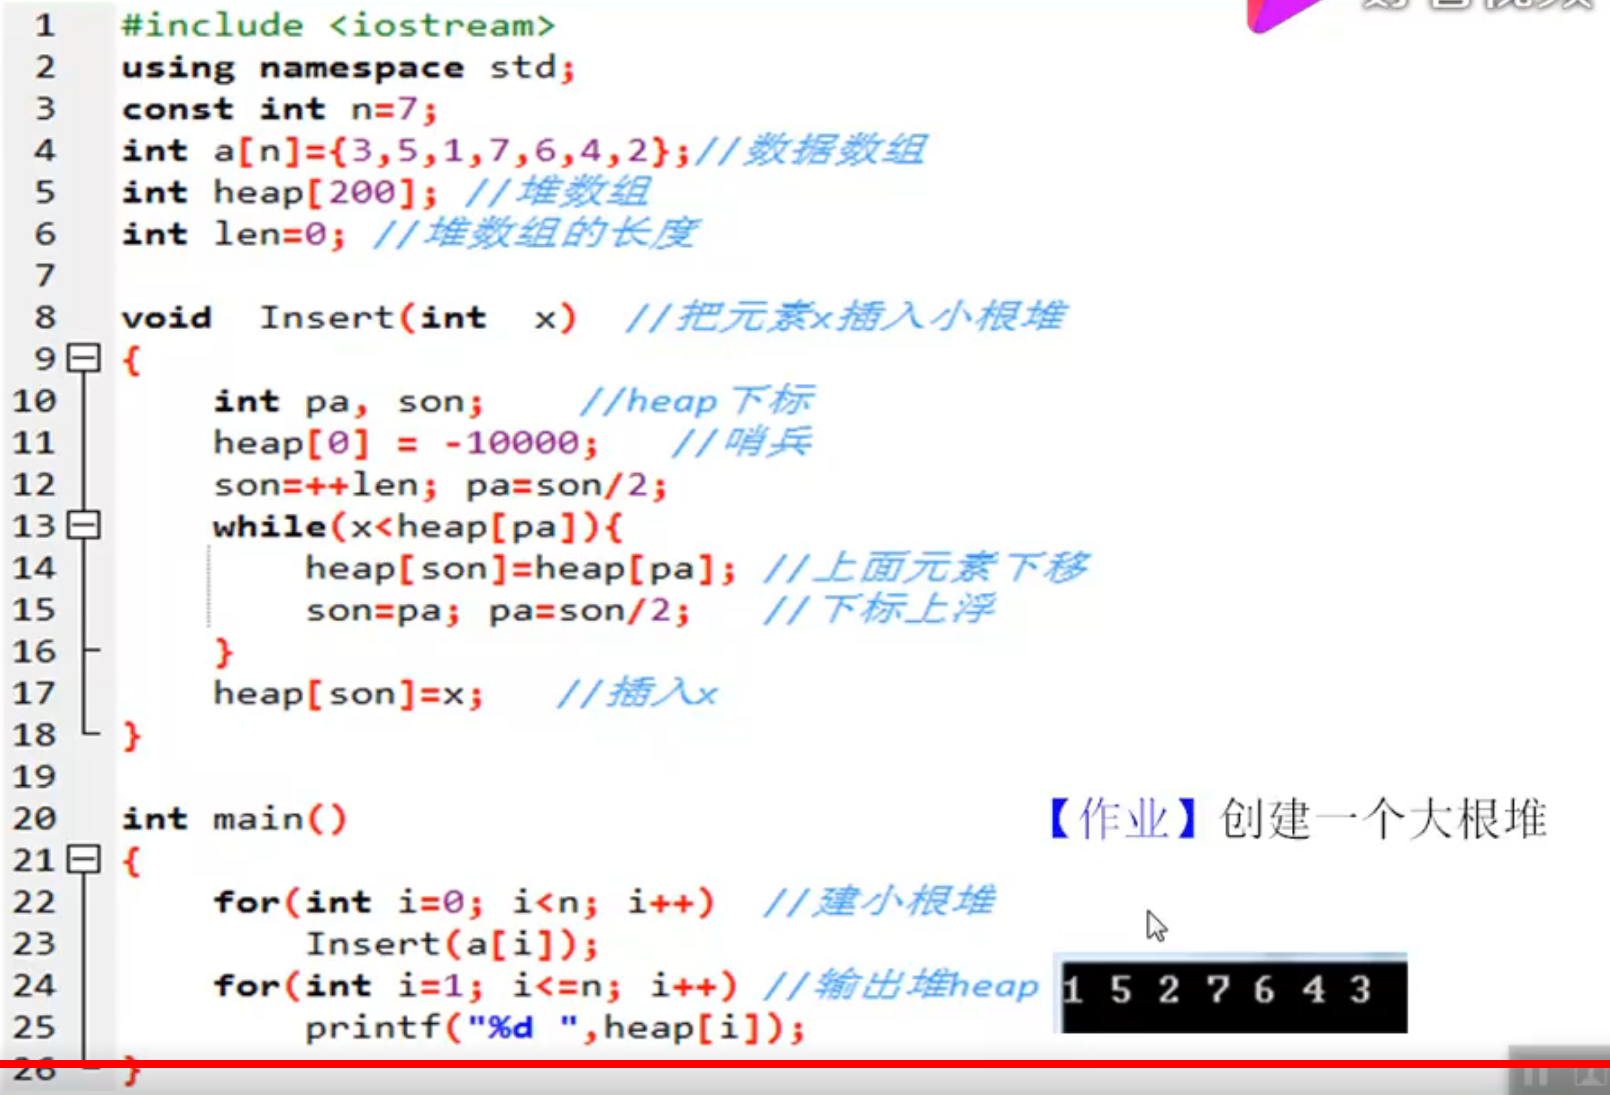 1 #include <iostream>
2 using namespace std;
3 const int n=7;
4 int a[n]={3,5,1,7,6,4,2};//数据数组
5 int heap[200]; //堆数组
6 int len=0; //堆数组的长度
7
8 void Insert(int x) //把元素x插入小根堆
9 {
10 int pa, son; //heap下标
11 heap[0] = -10000; //哨兵
12 son=++len; pa=son/2;
13 while(x<heap[pa]){
14 heap[son]=heap[pa]; //上面元素下移
15 son=pa; pa=son/2; //下标上浮
16 }
17 heap[son]=x; //插入x
18 }
19
20 int main()
【作业】创建一个大根堆
21 {
22 for(int i=0; i<n; i++) //建小根堆
23 Insert(a[i]);
24 for(int i=1; i<=n; i++) //输出堆heap
1 5 2 7 6 4 3
25 printf("%d ",heap[i]);
26 }